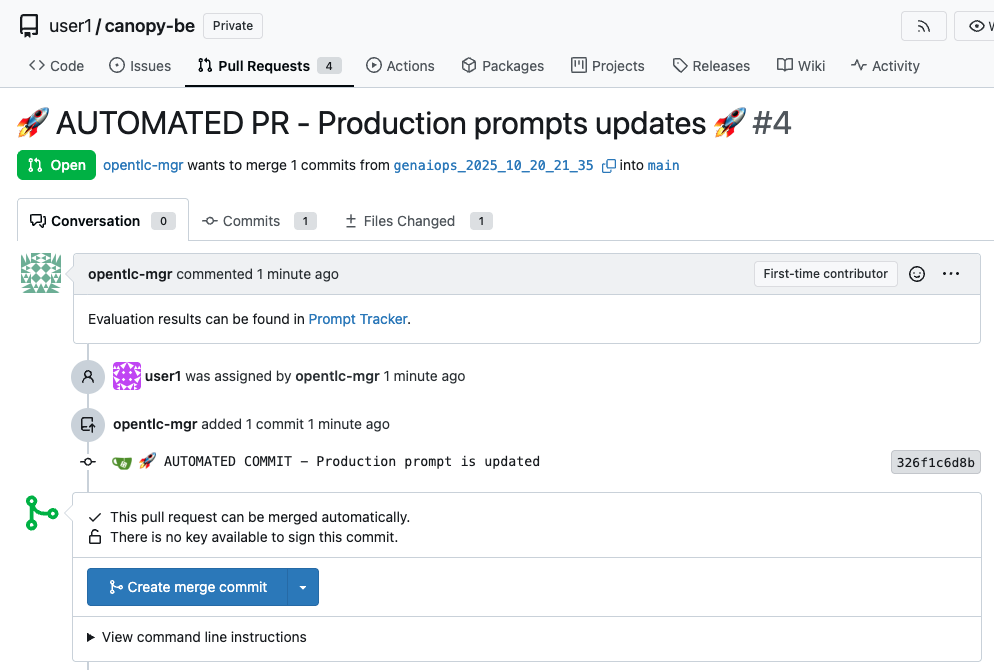 user1 / canopy-be Private
Code Issues Pull Requests 4 Actions Packages Projects Releases Wiki Activity
🚀 AUTOMATED PR - Production prompts updates 🚀 #4
Open opentlc-mgr wants to merge 1 commits from genaiops_2025_10_20_21_35 into main
Conversation 0 Commits 1 Files Changed 1
opentlc-mgr commented 1 minute ago First-time contributor
Evaluation results can be found in Prompt Tracker.
user1 was assigned by opentlc-mgr 1 minute ago
opentlc-mgr added 1 commit 1 minute ago
🚀 AUTOMATED COMMIT - Production prompt is updated 326f1c6d8b
This pull request can be merged automatically.
There is no key available to sign this commit.
Create merge commit
View command line instructions